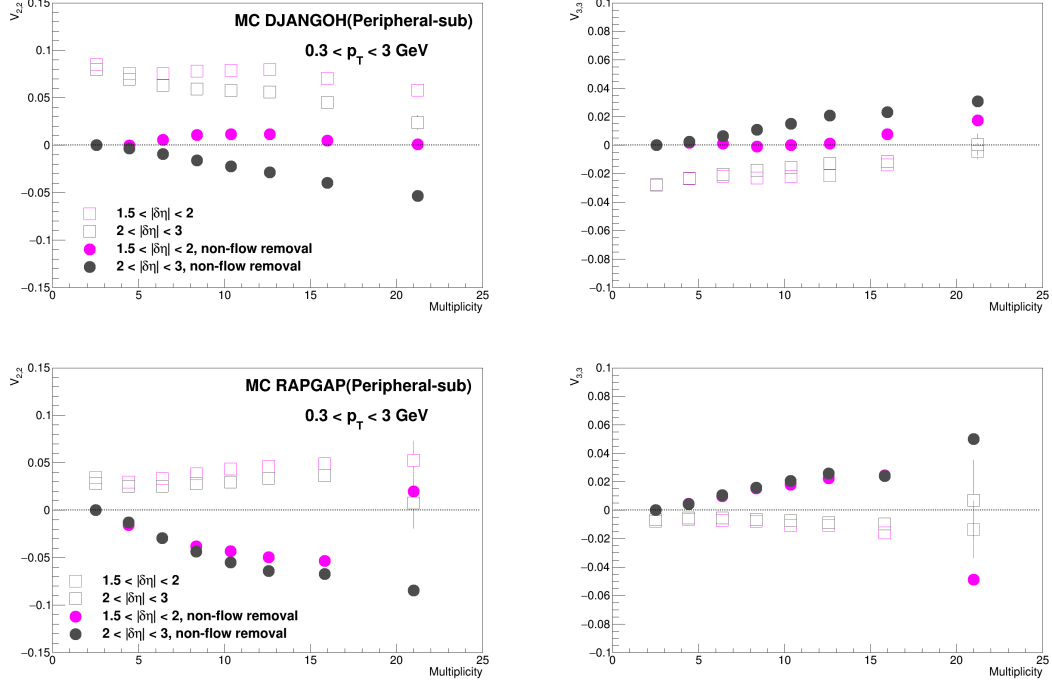 V2,2
0.15
0.1
0.05
0
−0.05
−0.1
−0.15
MC DJANGOH(Peripheral-sub)
0.3 < pT < 3 GeV
1.5 < |δη| < 2
2 < |δη| < 3
1.5 < |δη| < 2, non-flow removal
2 < |δη| < 3, non-flow removal
0 5 10 15 20 25
Multiplicity
V3,3
0.1
0.08
0.06
0.04
0.02
0
−0.02
−0.04
−0.06
−0.08
−0.1
0 5 10 15 20 25
Multiplicity
V2,2
0.15
0.1
0.05
0
−0.05
−0.1
−0.15
MC RAPGAP(Peripheral-sub)
0.3 < pT < 3 GeV
1.5 < |δη| < 2
2 < |δη| < 3
1.5 < |δη| < 2, non-flow removal
2 < |δη| < 3, non-flow removal
0 5 10 15 20 25
Multiplicity
V3,3
0.1
0.08
0.06
0.04
0.02
0
−0.02
−0.04
−0.06
−0.08
−0.1
0 5 10 15 20 25
Multiplicity